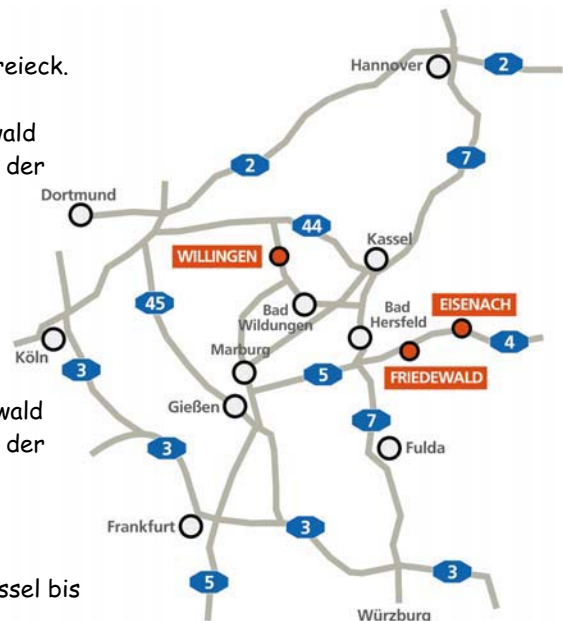 reieck.
wald
der
wald
der
ssel bis
Hannover
2
7
2
Dortmund
44
Kassel
WILLINGEN
45
Bad
Wildungen
Bad
Hersfeld
EISENACH
4
Köln
3
Marburg
5
FRIEDEWALD
Gießen
7
3
Fulda
Frankfurt
3
5
3
Würzburg